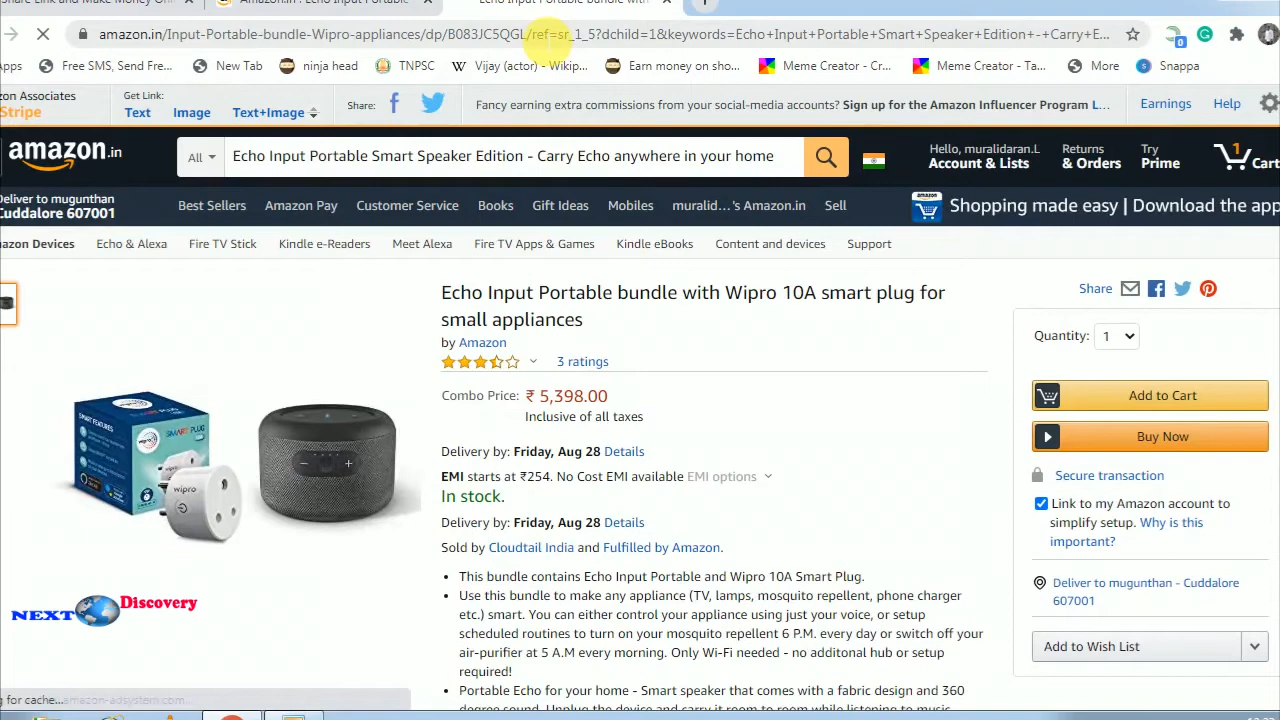 Amazon.in : Echo Input Portable
Echo Input Portable bundle with
amazon.in/Input-Portable-bundle-Wipro-appliances/dp/B083JC5QGL/ref=sr_1_5?dchild=1&keywords=Echo+Input+Portable+Smart+Speaker+Edition+-+Carry+E...
Free SMS, Send Fre... New Tab ninja head TNPSC Vijay (actor) - Wikip... Earn money on sho... Meme Creator - Cr... Meme Creator - Ta... More Snappa
Get Link: Share:
Stripe Text Image Text+Image Fancy earning extra commissions from your social-media accounts? Sign up for the Amazon Influencer Program L... Earnings Help
amazon.in All Echo Input Portable Smart Speaker Edition - Carry Echo anywhere in your home
Hello, muralidaran.L Account & Lists Returns & Orders Try Prime 1 Cart
Deliver to mugunthan
Cuddalore 607001 Best Sellers Amazon Pay Customer Service Books Gift Ideas Mobiles muralid...'s Amazon.in Sell amazon Shopping made easy | Download the app
Devices Echo & Alexa Fire TV Stick Kindle e-Readers Meet Alexa Fire TV Apps & Games Kindle eBooks Content and devices Support
Echo Input Portable bundle with Wipro 10A smart plug for
small appliances
by Amazon
3 ratings
Combo Price: ₹ 5,398.00
Inclusive of all taxes
Delivery by: Friday, Aug 28 Details
EMI starts at ₹254. No Cost EMI available EMI options
In stock.
Delivery by: Friday, Aug 28 Details
Sold by Cloudtail India and Fulfilled by Amazon.
This bundle contains Echo Input Portable and Wipro 10A Smart Plug.
Use this bundle to make any appliance (TV, lamps, mosquito repellent, phone charger
etc.) smart. You can either control your appliance using just your voice, or setup
scheduled routines to turn on your mosquito repellent 6 P.M. every day or switch off your
air-purifier at 5 A.M every morning. Only Wi-Fi needed - no additonal hub or setup
required!
Portable Echo for your home - Smart speaker that comes with a fabric design and 360
degree sound. Unplug the device and carry it room to room while listening to music
Share
Quantity: 1
Add to Cart
Buy Now
Secure transaction
Link to my Amazon account to
simplify setup. Why is this
important?
Deliver to mugunthan - Cuddalore
607001
Add to Wish List
SMART PLUG
wipro
NEXT Discovery
for cache...amazon-adsystem.com...